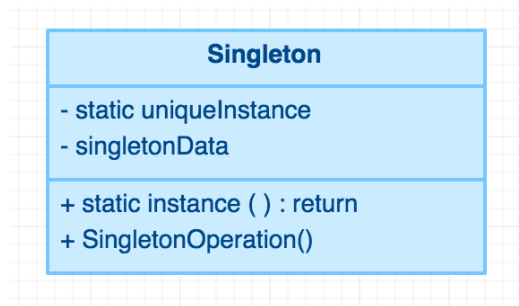 Singleton
- static uniqueInstance
- singletonData
+ static instance ( ) : return
+ SingletonOperation()